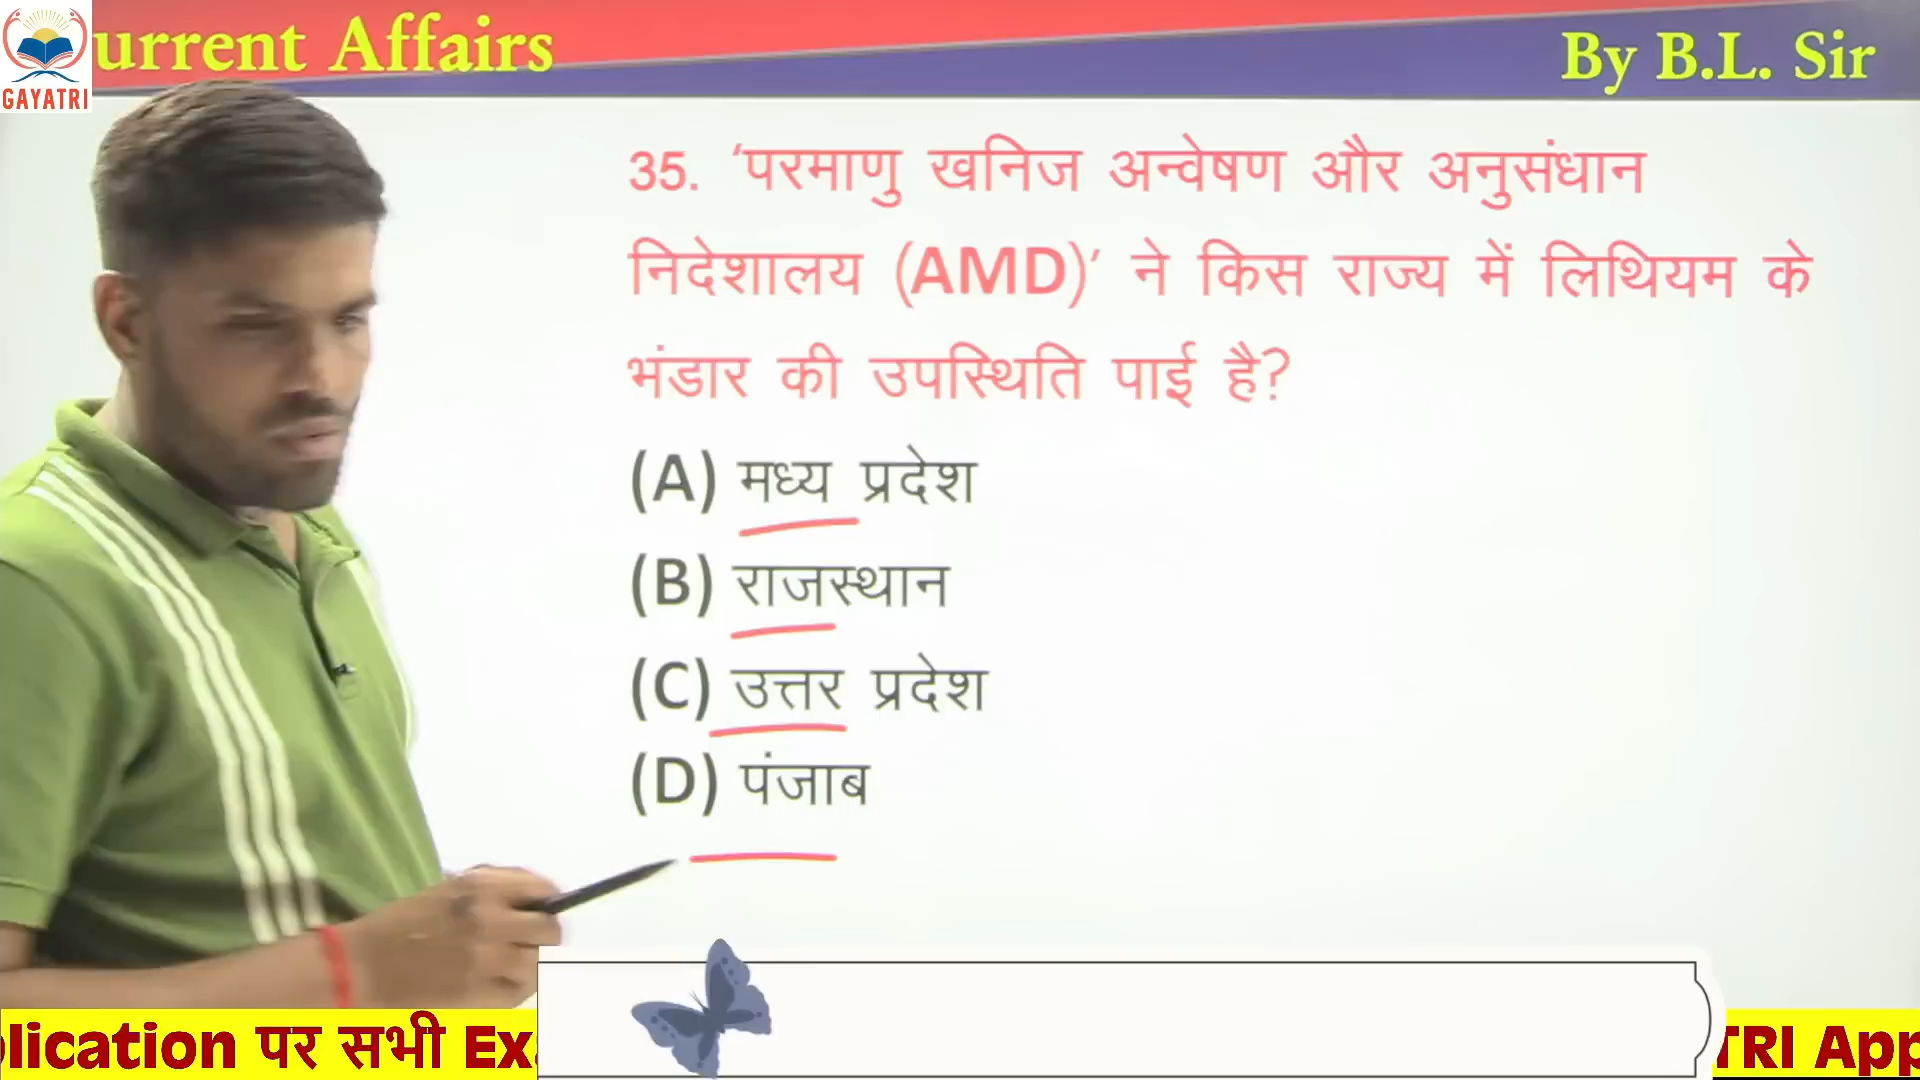 urrent Affairs
By B.L. Sir
GAYATRI
35. ‘परमाणु खनिज अन्वेषण और अनुसंधान
निदेशालय (AMD)’ ने किस राज्य में लिथियम के
भंडार की उपस्थिति पाई है?
(A) मध्य प्रदेश
(B) राजस्थान
(C) उत्तर प्रदेश
(D) पंजाब
lication पर सभी Ex
TRI App